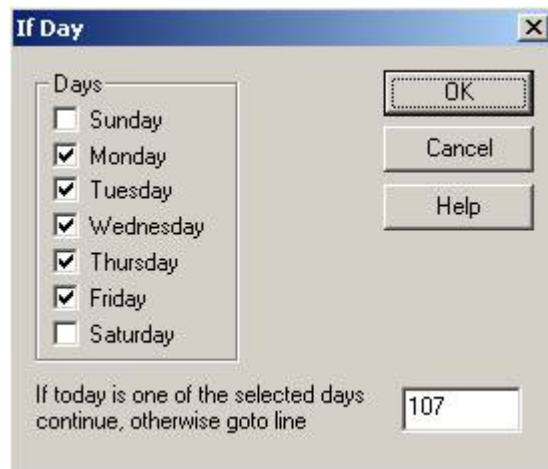 If Day
Days
Sunday
Monday
Tuesday
Wednesday
Thursday
Friday
Saturday
OK
Cancel
Help
If today is one of the selected days
continue, otherwise goto line
107